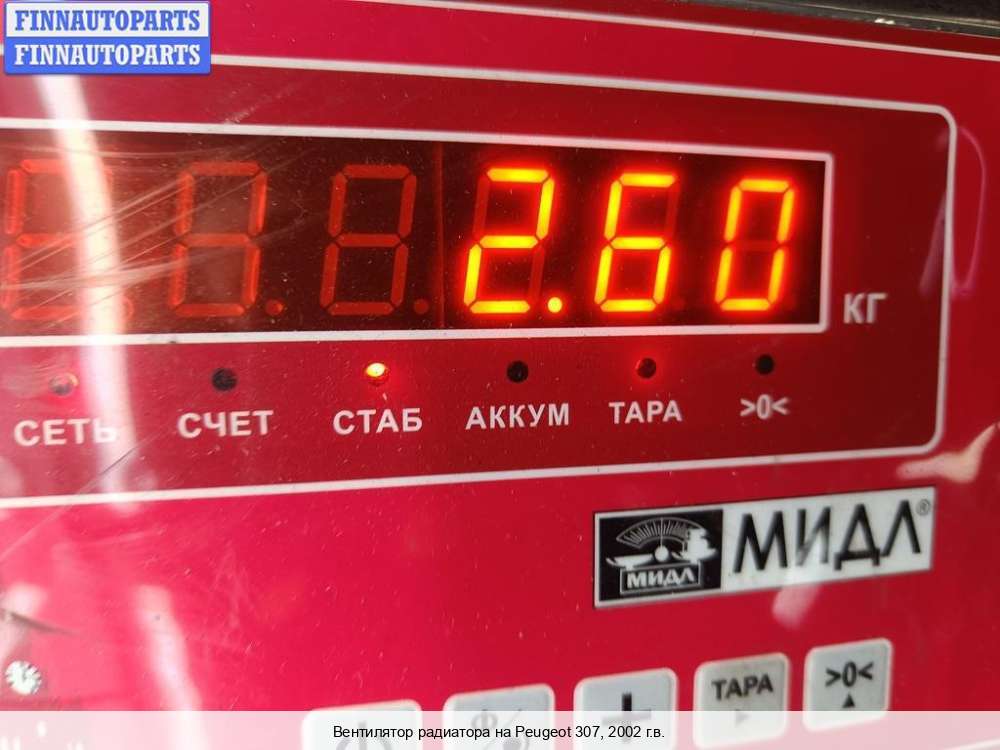 FINNAUTOPARTS
FINNAUTOPARTS
2.60
КГ
СЕТЬ СЧЕТ СТАБ АККУМ ТАРА >0<
МИДЛ МИДЛ®
ТАРА >0<
Вентилятор радиатора на Peugeot 307, 2002 г.в.